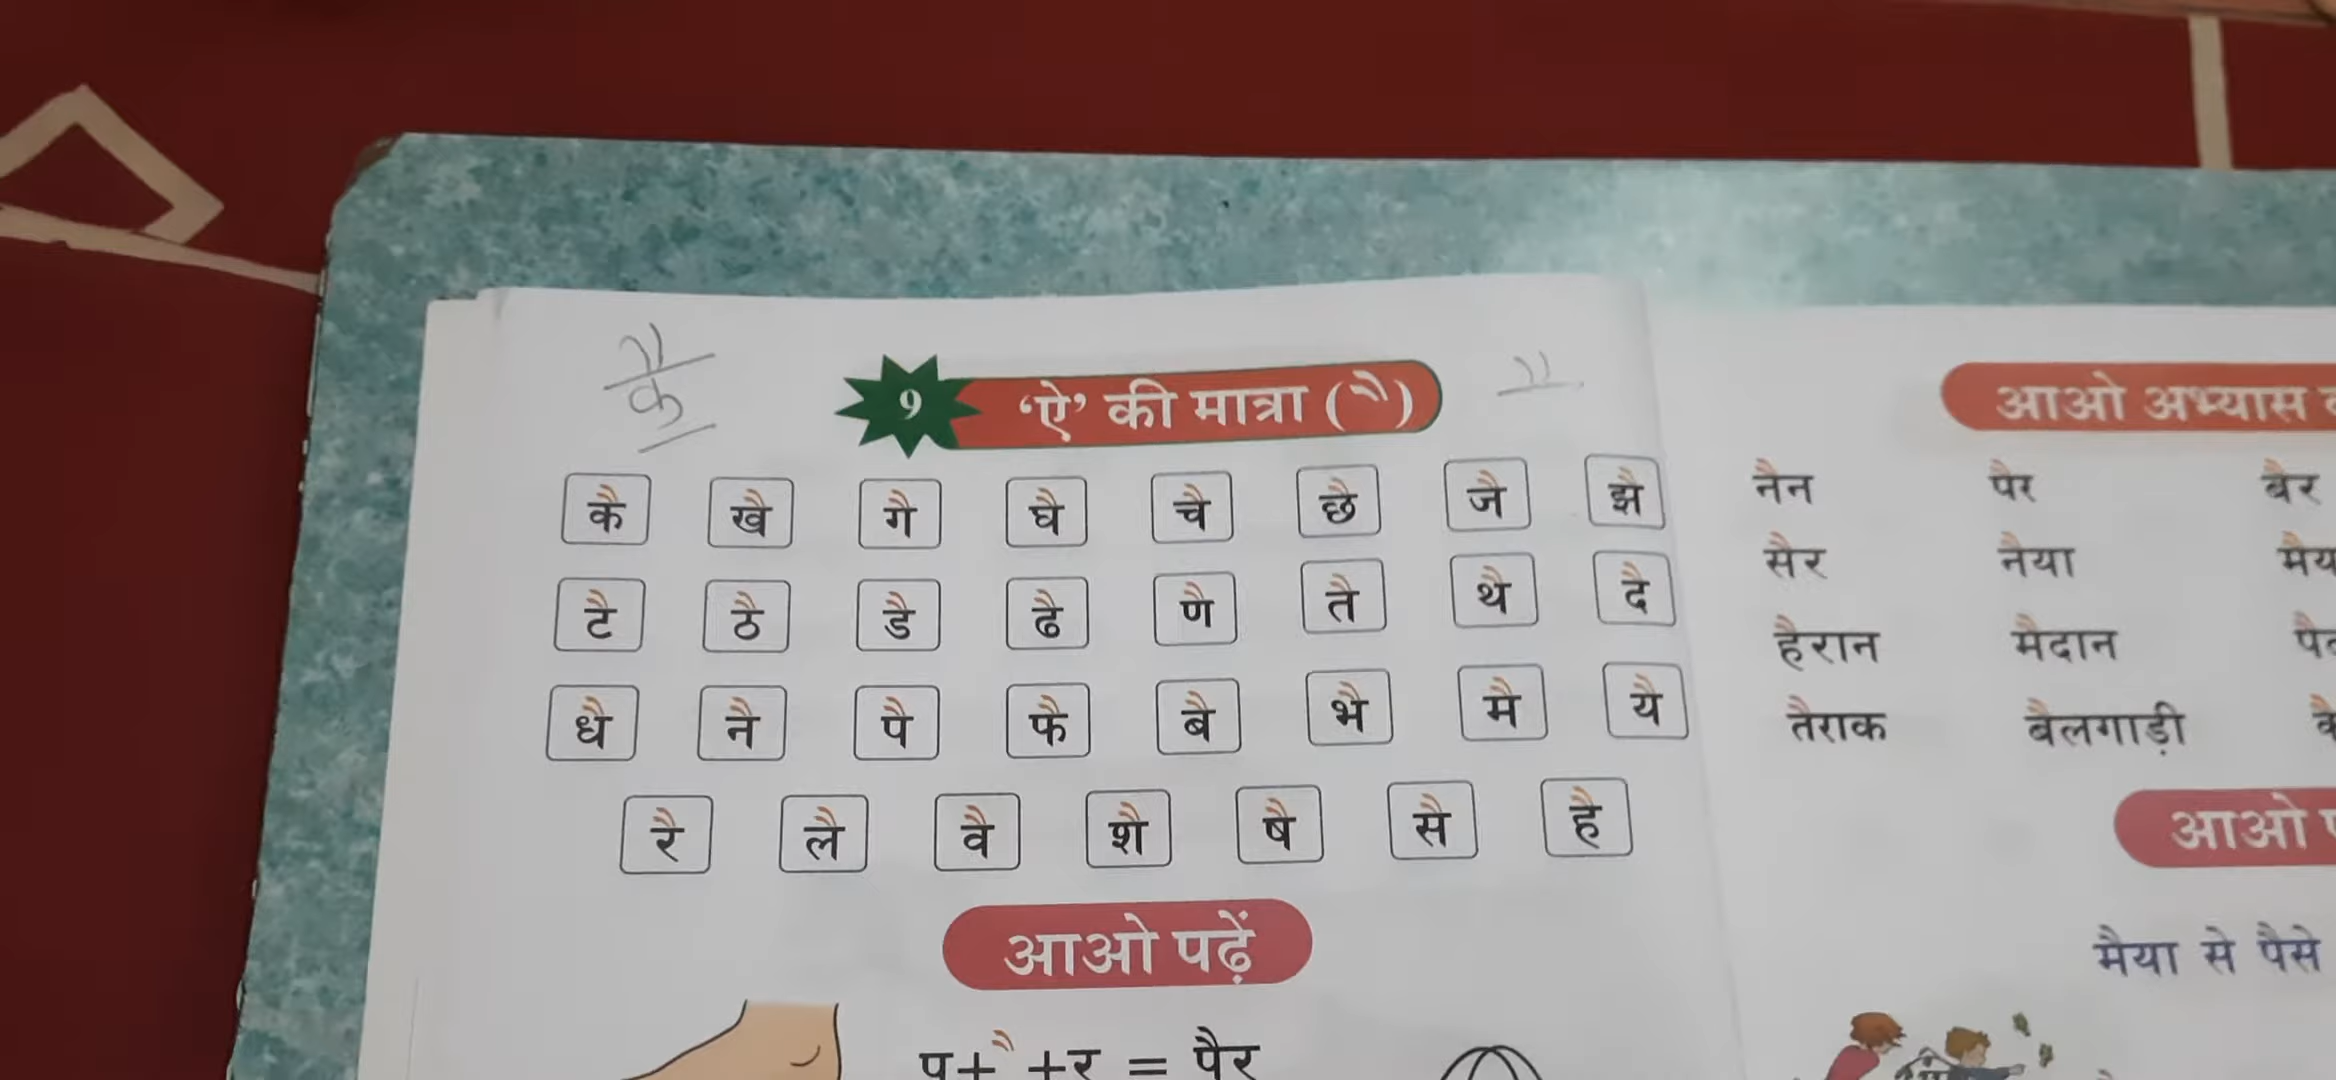 कै
9 'ऐ' की मात्रा (ै)
कै खै गै घै चै छै जै झै
टै ठै डै ढै णै तै थै दै
धै नै पै फै बै भै मै यै
रै लै वै शै षै सै है
आओ पढ़ें
प+ ै +र = पैर
आओ अभ्यास
नैन पैर बैर
सैर नैया
हैरान मैदान
तैराक बैलगाड़ी
आओ
मैया से पैसे